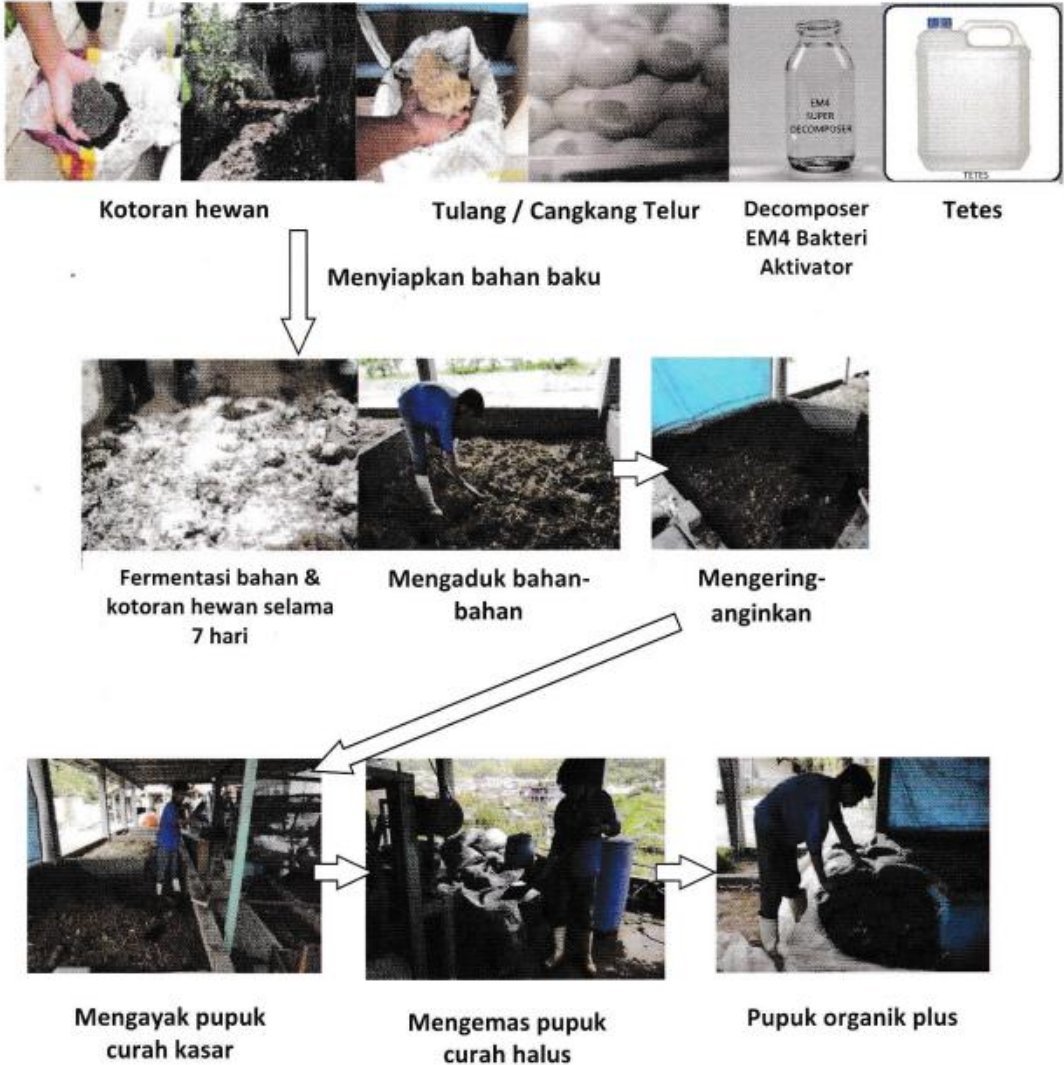 EM4
SUPER
DECOMPOSER
TETES
Kotoran hewan
Tulang / Cangkang Telur
Decomposer
EM4 Bakteri
Aktivator
Tetes
Menyiapkan bahan baku
Fermentasi bahan &
kotoran hewan selama
7 hari
Mengaduk bahan-
bahan
Mengering-
anginkan
Mengayak pupuk
curah kasar
Mengemas pupuk
curah halus
Pupuk organik plus